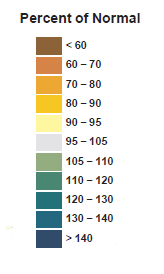 Percent of Normal
< 60
60 – 70
70 – 80
80 – 90
90 – 95
95 – 105
105 – 110
110 – 120
120 – 130
130 – 140
> 140